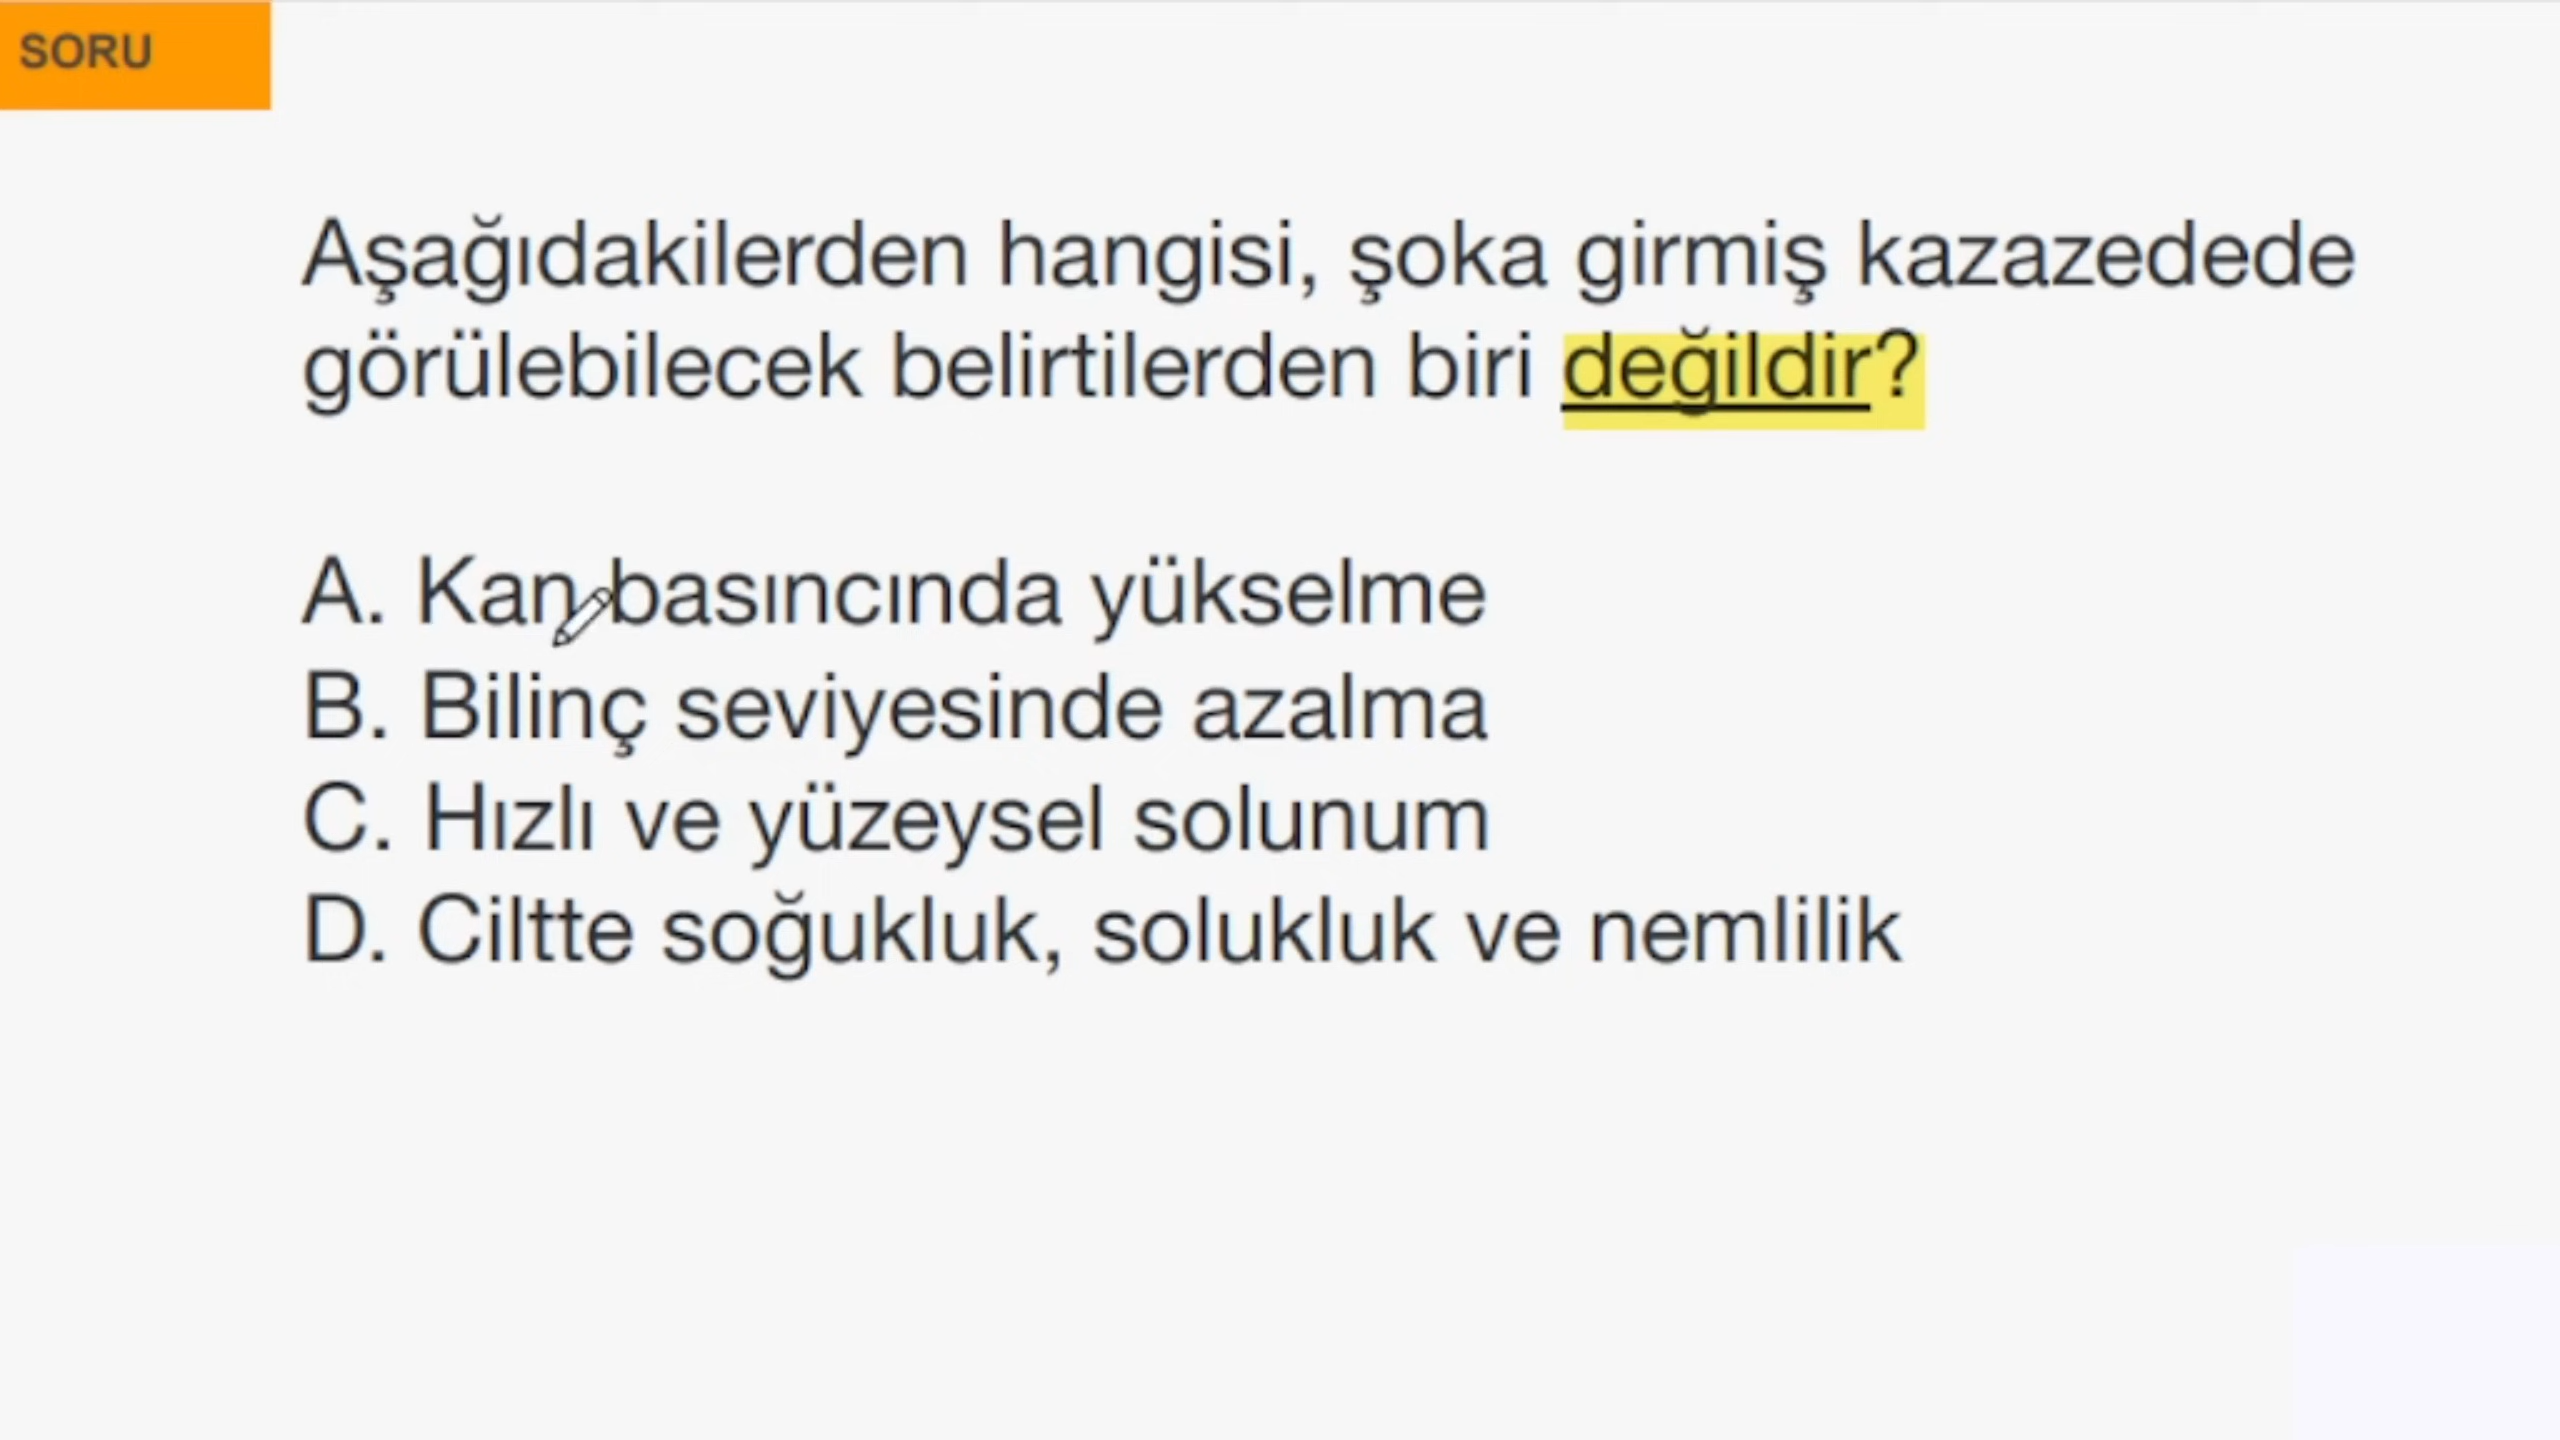 SORU
Aşağıdakilerden hangisi, şoka girmiş kazazedede
görülebilecek belirtilerden biri değildir?
A. Kan basıncında yükselme
B. Bilinç seviyesinde azalma
C. Hızlı ve yüzeysel solunum
D. Ciltte soğukluk, solukluk ve nemlilik